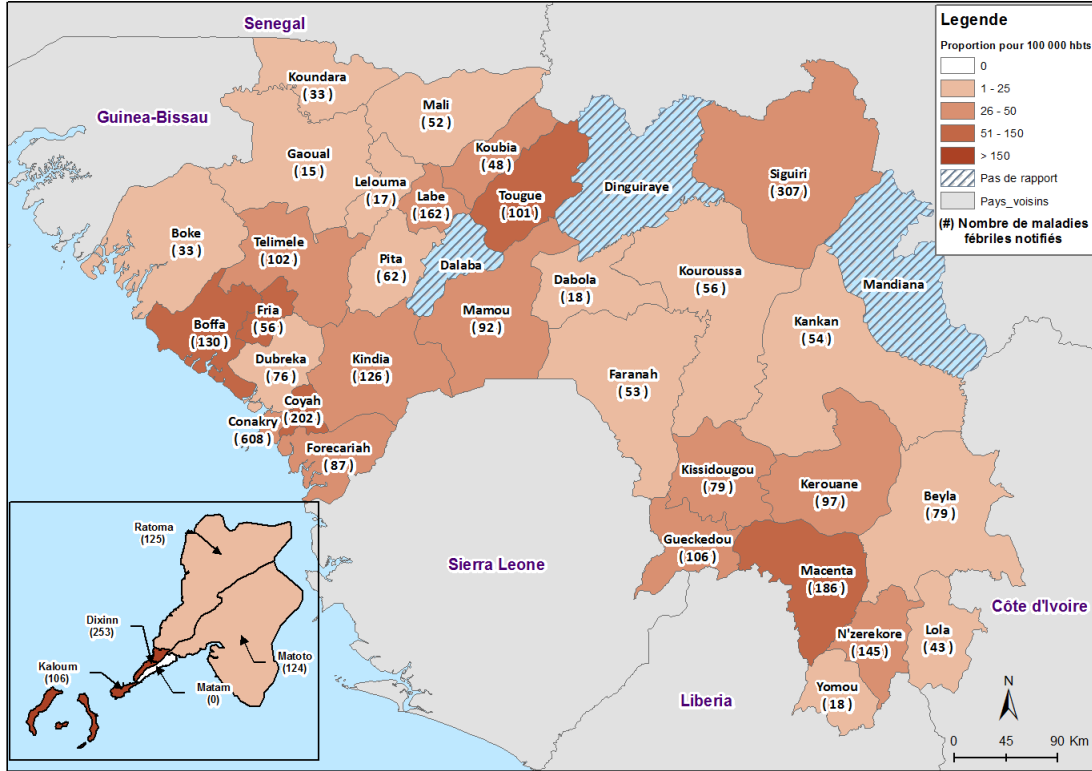 Senegal
Koundara
( 33 )
Mali
( 52 )
Guinea-Bissau
Koubia
( 48 )
Gaoual
( 15 )
Lelouma
( 17 )
Labe
( 162 )
Tougue
( 101 )
Dinguiraye
Siguiri
( 307 )
Boke
( 33 )
Telimele
( 102 )
Pita
( 62 )
Dalaba
Dabola
( 18 )
Kouroussa
( 56 )
Mandiana
Mamou
( 92 )
Kankan
( 54 )
Boffa
( 130 )
Fria
( 56 )
Dubreka
( 76 )
Kindia
( 126 )
Faranah
( 53 )
Coyah
( 202 )
Conakry
( 608 )
Forecariah
( 87 )
Kissidougou
( 79 )
Kerouane
( 97 )
Beyla
( 79 )
Gueckedou
( 106 )
Macenta
( 186 )
Sierra Leone
Côte d'Ivoire
N'zerekore
( 145 )
Lola
( 43 )
Yomou
( 18 )
Liberia
Legende
Proportion pour 100 000 hbts
0
1 - 25
26 - 50
51 - 150
> 150
Pas de rapport
Pays_voisins
(#) Nombre de maladies
fébriles notifiés
Ratoma
(125)
Dixinn
(253)
Kaloum
(106)
Matoto
(124)
Matam
(0)
N
0 45 90 Km